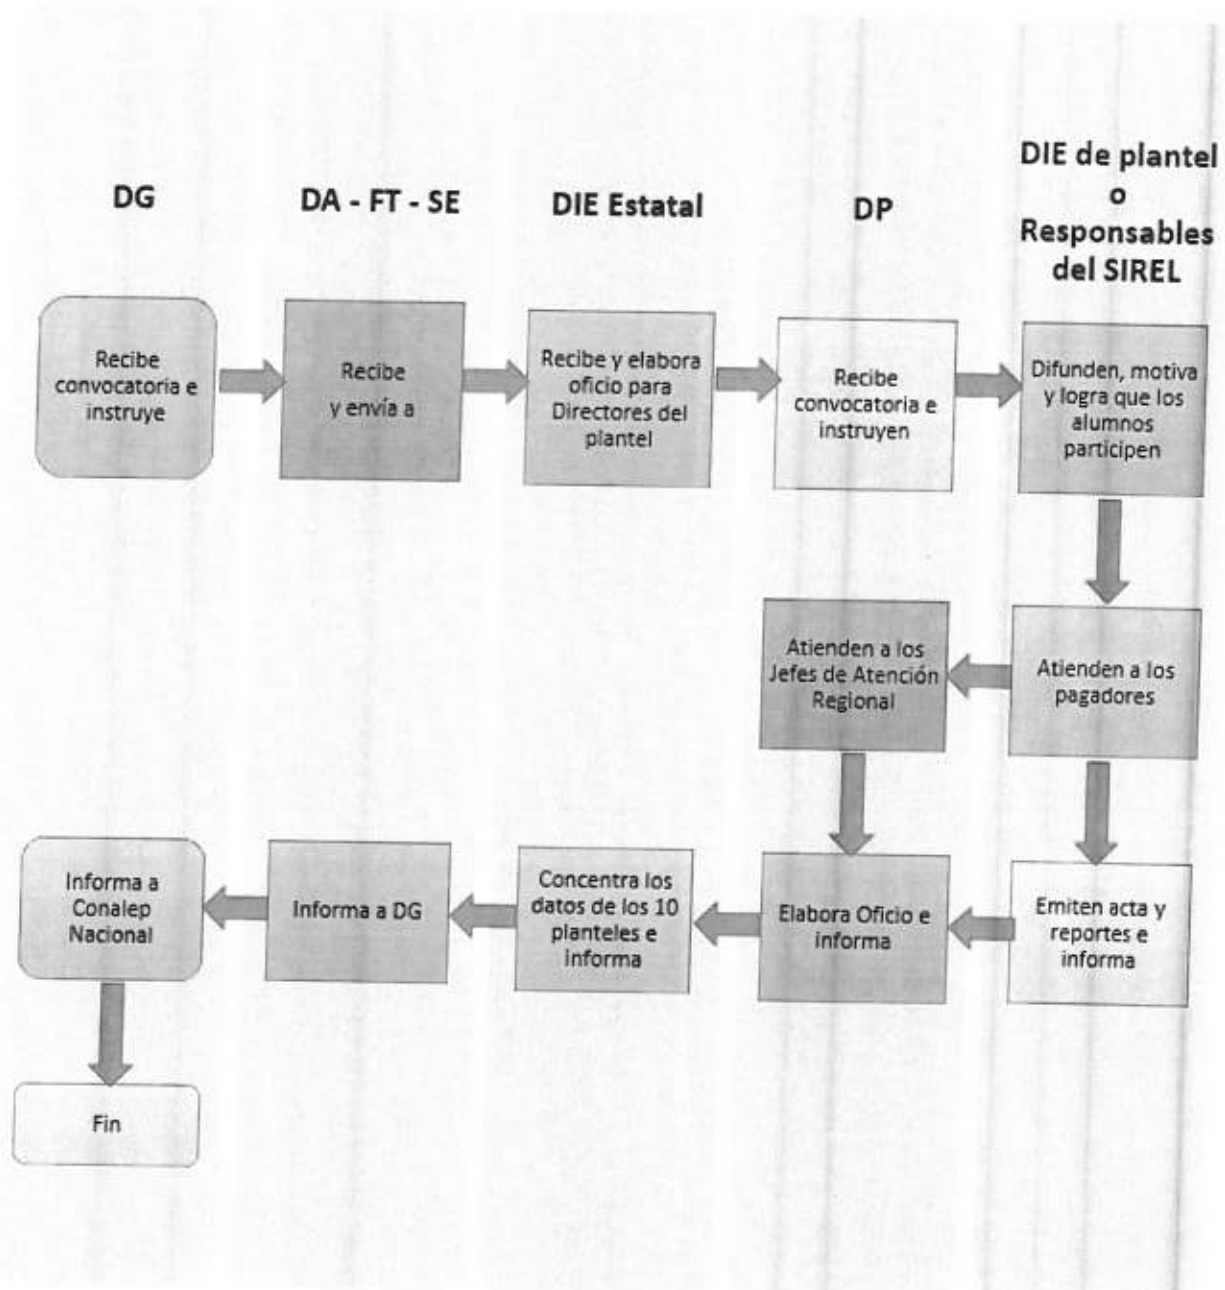 DG
DA - FT - SE
DIE Estatal
DP
DIE de plantel
o
Responsables
del SIREL
Recibe
convocatoria e
instruye
Recibe
y envía a
Recibe y elabora
oficio para
Directores del
plantel
Recibe
convocatoria e
instruyen
Difunden, motiva
y logra que los
alumnos
participen
Atienden a los
Jefes de Atención
Regional
Atienden a los
pagadores
Informa a
Conalep
Nacional
Informa a DG
Concentra los
datos de los 10
planteles e
informa
Elabora Oficio e
informa
Emiten acta y
reportes e
informa
Fin